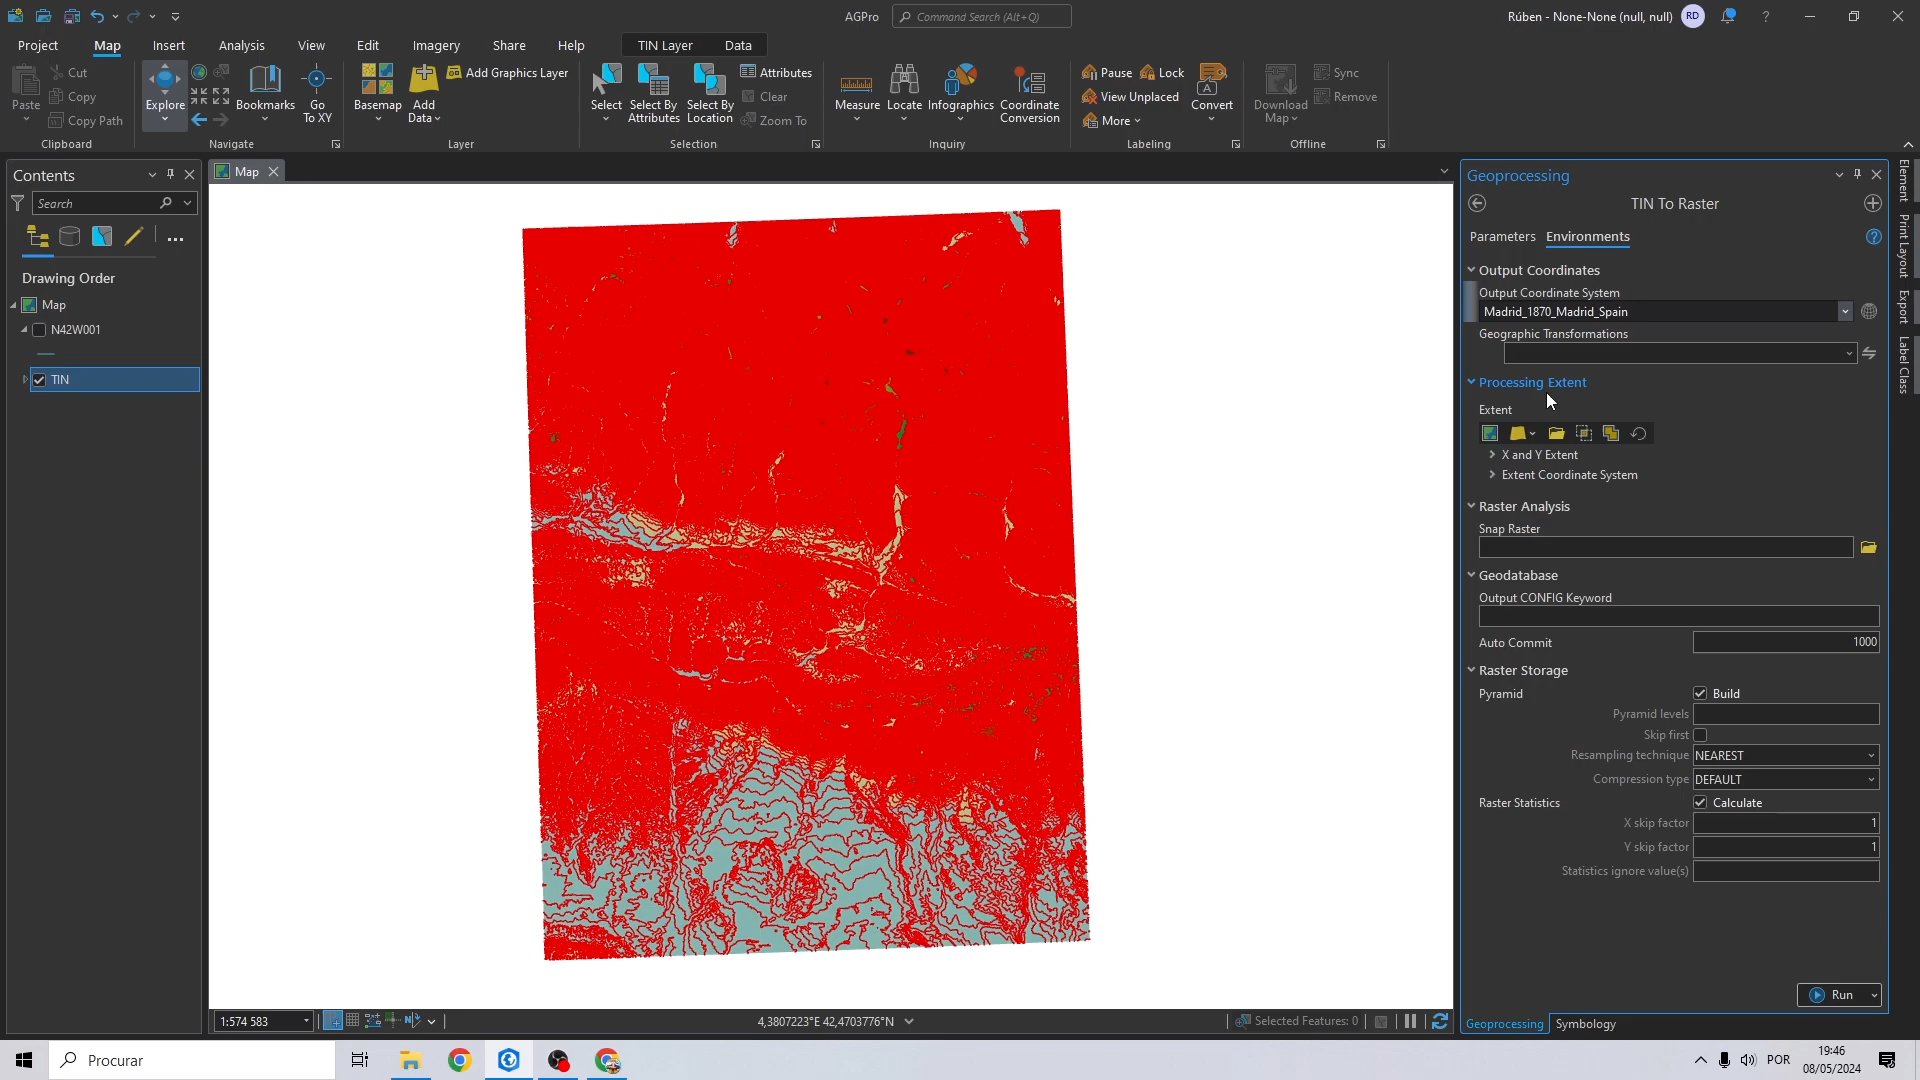 AGPro
Command Search (Alt+Q)
Rúben - None-None (null, null)
RD
Project
Map
Insert
Analysis
View
Edit
Imagery
Share
Help
TIN Layer
Data
Paste
Cut
Copy
Copy Path
Clipboard
Explore
Bookmarks
Go To XY
Navigate
Basemap
Add Data
Add Graphics Layer
Layer
Select
Select By Attributes
Select By Location
Attributes
Clear
Zoom To
Selection
Measure
Locate
Infographics
Coordinate Conversion
Inquiry
Pause
Lock
View Unplaced
More
Convert
Labeling
Download Map
Sync
Remove
Offline
Contents
Search
Drawing Order
Map
N42W001
TIN
Map
1:574 583
4,3807223°E 42,4703776°N
Selected Features: 0
Geoprocessing
TIN To Raster
Parameters
Environments
Output Coordinates
Output Coordinate System
Madrid_1870_Madrid_Spain
Geographic Transformations
Processing Extent
Extent
X and Y Extent
Extent Coordinate System
Raster Analysis
Snap Raster
Geodatabase
Output CONFIG Keyword
Auto Commit 1000
Raster Storage
Pyramid Build
Pyramid levels
Skip first
Resampling technique NEAREST
Compression type DEFAULT
Raster Statistics Calculate
X skip factor 1
Y skip factor 1
Statistics ignore value(s)
Run
Geoprocessing
Symbology
Element
Print Layout
Export
Label Class
Procurar
POR
19:46
08/05/2024